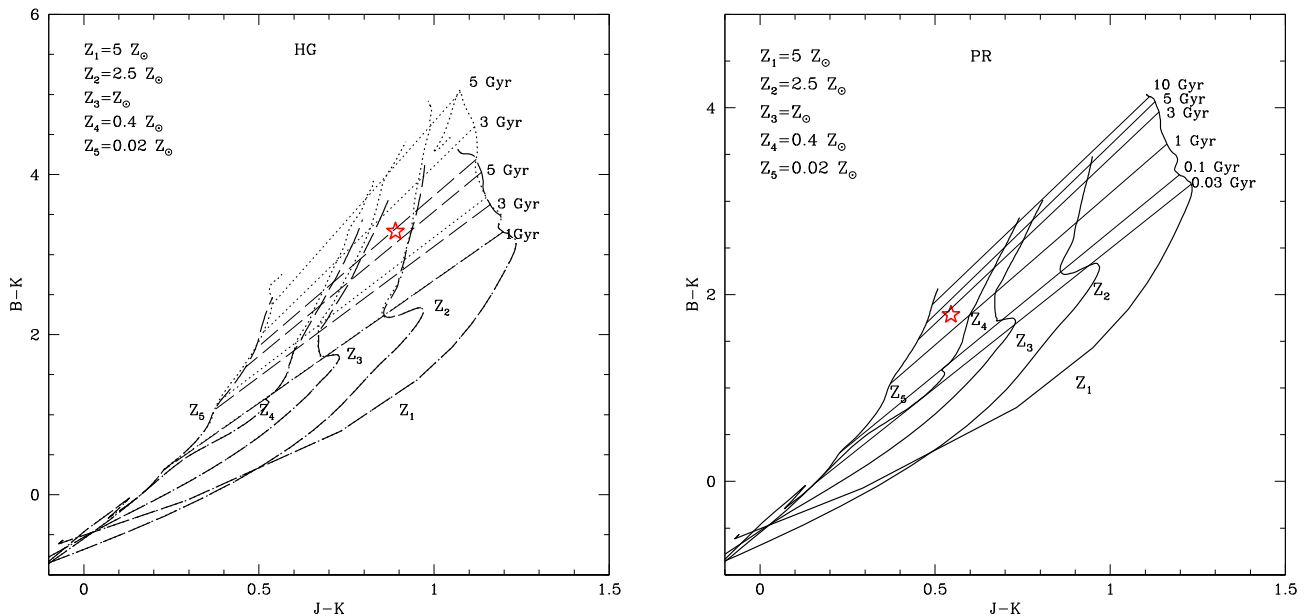 HG
Z₁=5 Z⊙
Z₂=2.5 Z⊙
Z₃=Z⊙
Z₄=0.4 Z⊙
Z₅=0.02 Z⊙
5 Gyr
3 Gyr
5 Gyr
3 Gyr
1Gyr
Z₂
Z₃
Z₅
Z₄
Z₁
B−K
6
4
2
0
0
0.5
1
1.5
J−K
PR
Z₁=5 Z⊙
Z₂=2.5 Z⊙
Z₃=Z⊙
Z₄=0.4 Z⊙
Z₅=0.02 Z⊙
10 Gyr
5 Gyr
3 Gyr
1 Gyr
0.1 Gyr
0.03 Gyr
Z₂
Z₄
Z₃
Z₅
Z₁
B−K
4
2
0
0
0.5
1
1.5
J−K